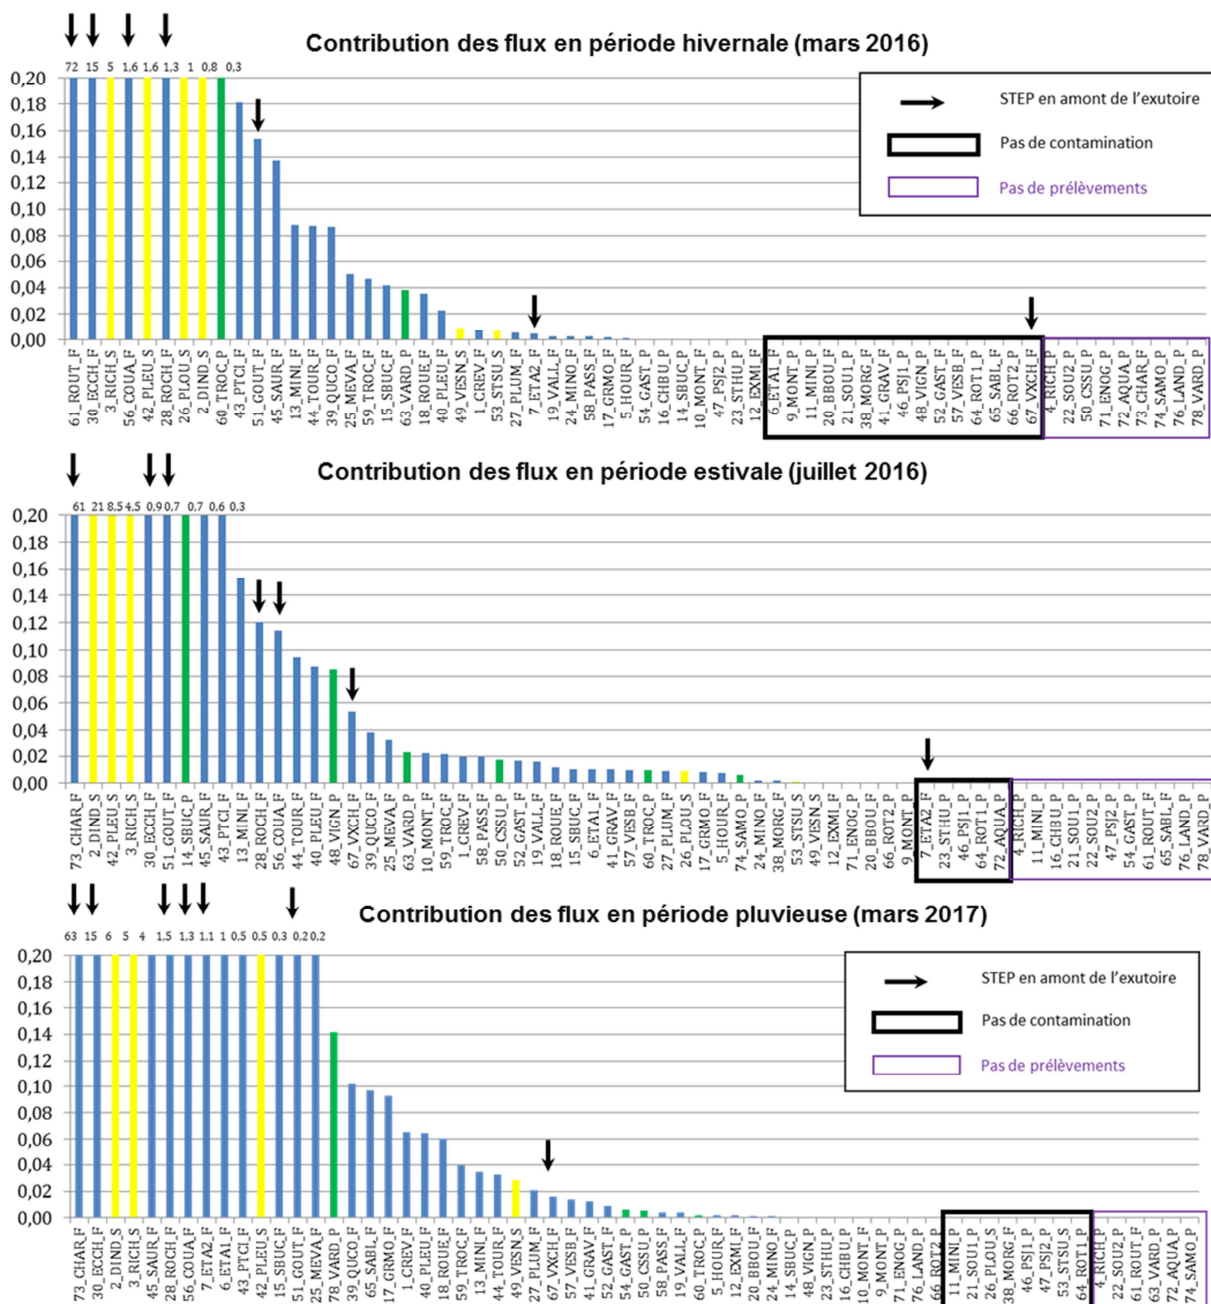 Contribution des flux en période hivernale (mars 2016)
72 15 5 1,6 1,6 1,3 1 0,8 0,3
0,20
0,18
0,16
0,14
0,12
0,10
0,08
0,06
0,04
0,02
0,00
STEP en amont de l'exutoire
Pas de contamination
Pas de prélèvements
61_ROUT_F
30_ECCH_F
3_RICH_S
56_COUA_F
42_PLEU_S
28_ROCH_F
26_PLOU_S
2_DIND_S
60_TROC_P
43_PTCI_F
51_GOUT_F
45_SAUR_F
13_MINI_F
44_TOUR_F
39_QUCO_F
25_MEVA_F
59_TROC_F
15_SBUC_F
63_VARD_P
18_ROUE_F
40_PLEU_F
49_VESN_S
1_CREV_F
53_STSU_S
27_PLUM_F
7_ETA2_F
19_VALL_F
24_MINO_F
58_PASS_F
17_GRMO_F
5_HOUR_F
54_GAST_P
16_CHBU_P
14_SBUC_P
10_MONT_F
47_PSJ2_P
23_STHU_P
12_EXMI_F
6_ETA1_F
9_MONT_P
11_MINI_P
20_BBOU_F
21_SOU1_P
38_MORG_F
41_GRAV_F
46_PSJ1_P
48_VIGN_P
52_GAST_F
57_VESB_F
64_ROT1_P
65_SABL_F
66_ROT2_P
67_VXCH_F
4_RICH_P
22_SOU2_P
50_CSSU_P
71_ENOG_P
72_AQUA_P
73_CHAR_F
74_SAMO_P
76_LAND_P
78_VARD_P
Contribution des flux en période estivale (juillet 2016)
61 21 8,5 4,5 0,9 0,7 0,7 0,6 0,3
0,20
0,18
0,16
0,14
0,12
0,10
0,08
0,06
0,04
0,02
0,00
73_CHAR_F
2_DIND_S
42_PLEU_S
3_RICH_S
30_ECCH_F
51_GOUT_F
14_SBUC_P
45_SAUR_F
43_PTCI_F
13_MINI_F
28_ROCH_F
56_COUA_F
44_TOUR_F
40_PLEU_F
48_VIGN_P
67_VXCH_F
39_QUCO_F
25_MEVA_F
63_VARD_P
10_MONT_F
59_TROC_F
1_CREV_F
58_PASS_F
50_CSSU_P
52_GAST_F
19_VALL_F
18_ROUE_F
15_SBUC_F
6_ETA1_F
41_GRAV_F
57_VESB_F
60_TROC_P
27_PLUM_F
26_PLOU_S
17_GRMO_F
5_HOUR_F
74_SAMO_P
24_MINO_F
38_MORG_F
53_STSU_S
49_VESN_S
12_EXMI_F
71_ENOG_P
20_BBOU_F
66_ROT2_P
9_MONT_P
7_ETA2_F
23_STHU_P
46_PSJ1_P
64_ROT1_P
72_AQUA_P
4_RICH_P
11_MINI_P
16_CHBU_P
21_SOU1_P
22_SOU2_P
47_PSJ2_P
54_GAST_P
61_ROUT_F
65_SABL_F
76_LAND_P
78_VARD_P
Contribution des flux en période pluvieuse (mars 2017)
63 15 6 5 4 1,5 1,3 1,1 1 0,5 0,5 0,3 0,2 0,2
0,20
0,18
0,16
0,14
0,12
0,10
0,08
0,06
0,04
0,02
0,00
STEP en amont de l'exutoire
Pas de contamination
Pas de prélèvements
73_CHAR_F
30_ECCH_F
2_DIND_S
3_RICH_S
45_SAUR_F
28_ROCH_F
56_COUA_F
7_ETA2_F
6_ETA1_F
43_PTCI_F
42_PLEU_S
15_SBUC_F
51_GOUT_F
25_MEVA_F
78_VARD_P
39_QUCO_F
65_SABL_F
17_GRMO_F
1_CREV_F
40_PLEU_F
18_ROUE_F
59_TROC_F
13_MINI_F
44_TOUR_F
49_VESN_S
27_PLUM_F
67_VXCH_F
57_VESB_F
41_GRAV_F
52_GAST_F
54_GAST_P
50_CSSU_P
58_PASS_F
19_VALL_F
60_TROC_P
5_HOUR_F
12_EXMI_F
20_BBOU_F
24_MINO_F
14_SBUC_P
48_VIGN_P
23_STHU_P
16_CHBU_P
10_MONT_F
9_MONT_P
71_ENOG_P
76_LAND_P
66_ROT2_P
11_MINI_P
21_SOU1_P
26_PLOU_S
38_MORG_F
46_PSJ1_P
47_PSJ2_P
53_STSU_S
64_ROT1_P
4_RICH_P
22_SOU2_P
61_ROUT_F
63_VARD_P
72_AQUA_P
74_SAMO_P